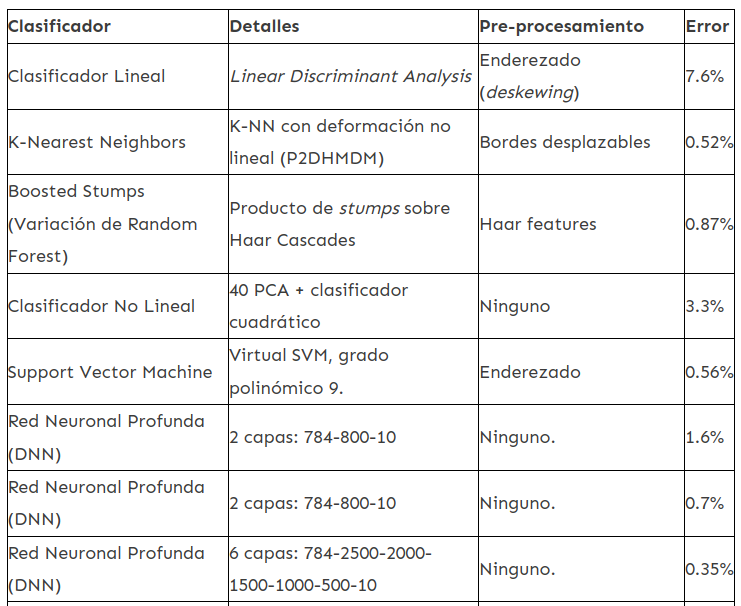 Clasificador Detalles Pre-procesamiento Error
Clasificador Lineal Linear Discriminant Analysis Enderezado (deskewing) 7.6%
K-Nearest Neighbors K-NN con deformación no lineal (P2DHMDM) Bordes desplazables 0.52%
Boosted Stumps (Variación de Random Forest) Producto de stumps sobre Haar Cascades Haar features 0.87%
Clasificador No Lineal 40 PCA + clasificador cuadrático Ninguno 3.3%
Support Vector Machine Virtual SVM, grado polinómico 9. Enderezado 0.56%
Red Neuronal Profunda (DNN) 2 capas: 784-800-10 Ninguno. 1.6%
Red Neuronal Profunda (DNN) 2 capas: 784-800-10 Ninguno. 0.7%
Red Neuronal Profunda (DNN) 6 capas: 784-2500-2000-1500-1000-500-10 Ninguno. 0.35%